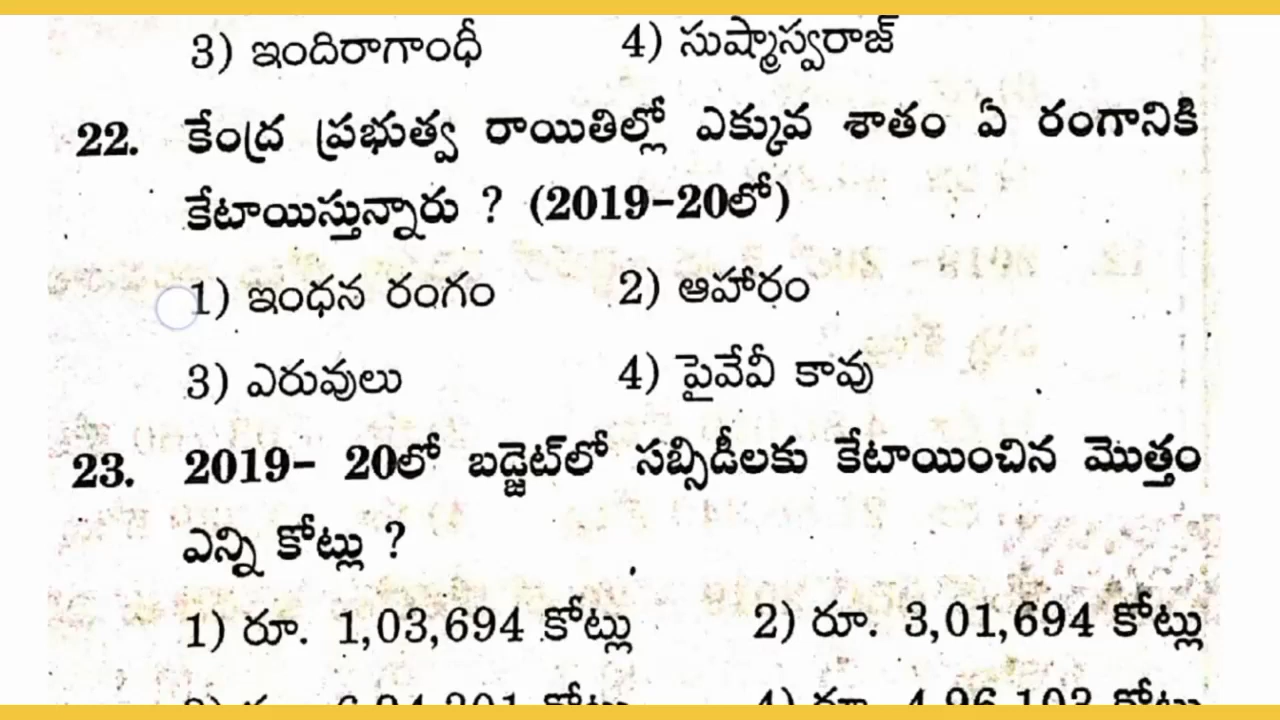 3) ఇందిరాగాంధీ 4) సుష్మాస్వరాజ్
22. కేంద్ర ప్రభుత్వ రాయితీల్లో ఎక్కువ శాతం ఏ రంగానికి
కేటాయిస్తున్నారు ? (2019-20లో)
1) ఇంధన రంగం 2) ఆహారం
3) ఎరువులు 4) పైవేవీ కావు
23. 2019- 20లో బడ్జెట్‌లో సబ్సిడీలకు కేటాయించిన మొత్తం
ఎన్ని కోట్లు ?
1) రూ. 1,03,694 కోట్లు 2) రూ. 3,01,694 కోట్లు